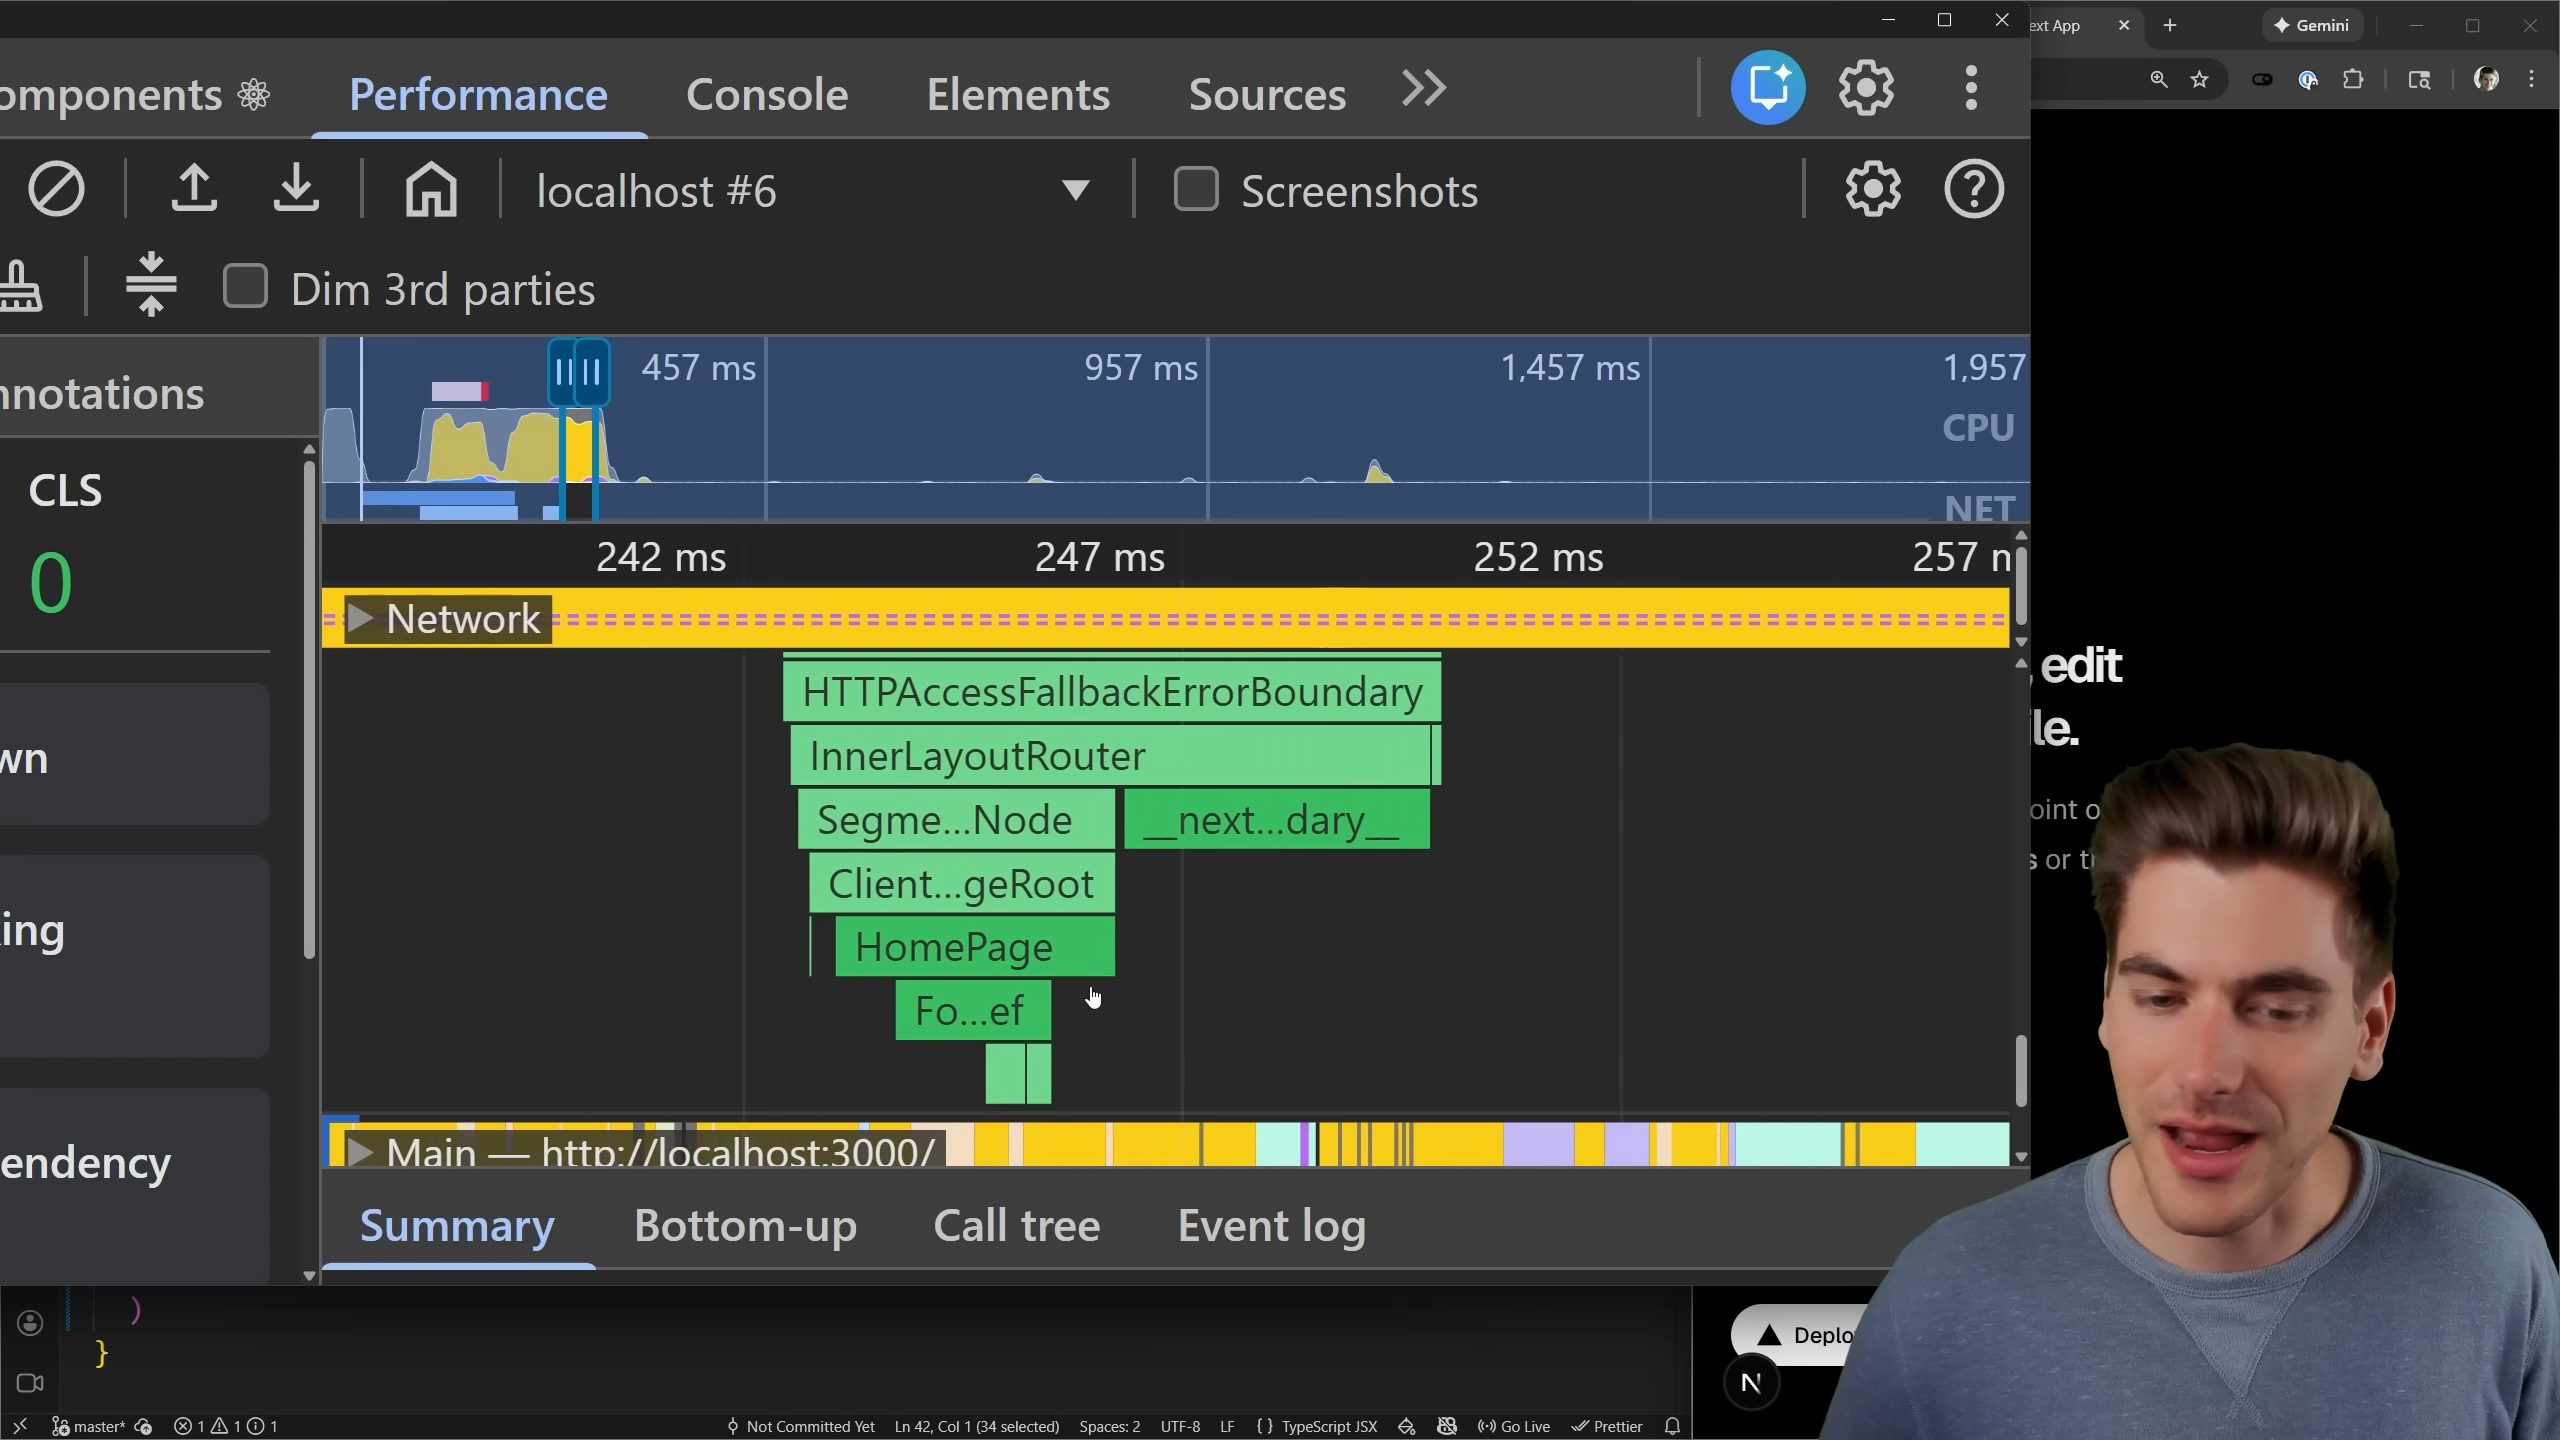 ext App
Gemini
omponents
Performance
Console
Elements
Sources
localhost #6
Screenshots
Dim 3rd parties
nnotations
457 ms
957 ms
1,457 ms
1,957
CPU
NET
CLS
0
242 ms
247 ms
252 ms
257 m
Network
HTTPAccessFallbackErrorBoundary
InnerLayoutRouter
Segme...Node
__next...dary__
Client...geRoot
HomePage
Fo...ef
wn
ing
endency
Main — http://localhost:3000/
Summary
Bottom-up
Call tree
Event log
edit
le.
oint o
s or t
)
}
Deplo
N
master*
1
1
1
Not Committed Yet
Ln 42, Col 1 (34 selected)
Spaces: 2
UTF-8
LF
{ } TypeScript JSX
Go Live
Prettier